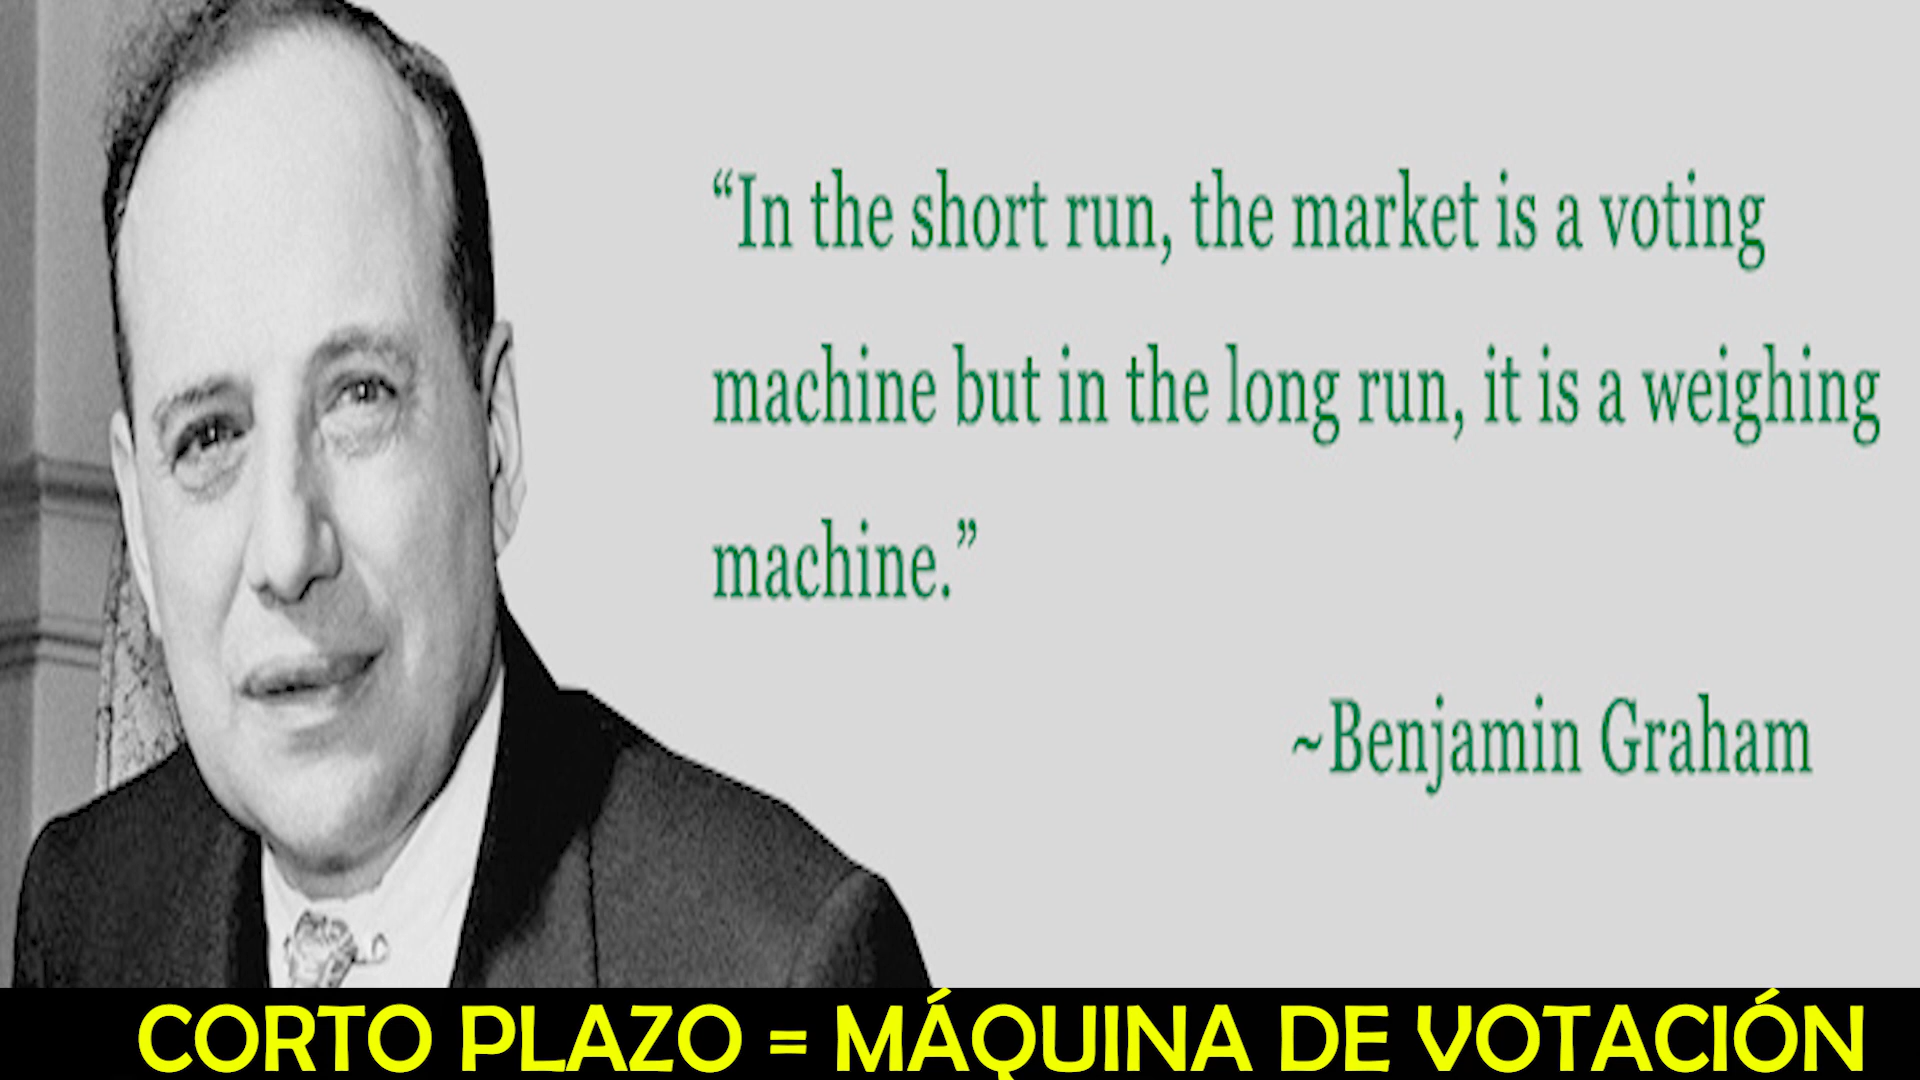 “In the short run, the market is a voting
machine but in the long run, it is a weighing
machine.”
~Benjamin Graham
CORTO PLAZO = MÁQUINA DE VOTACIÓN